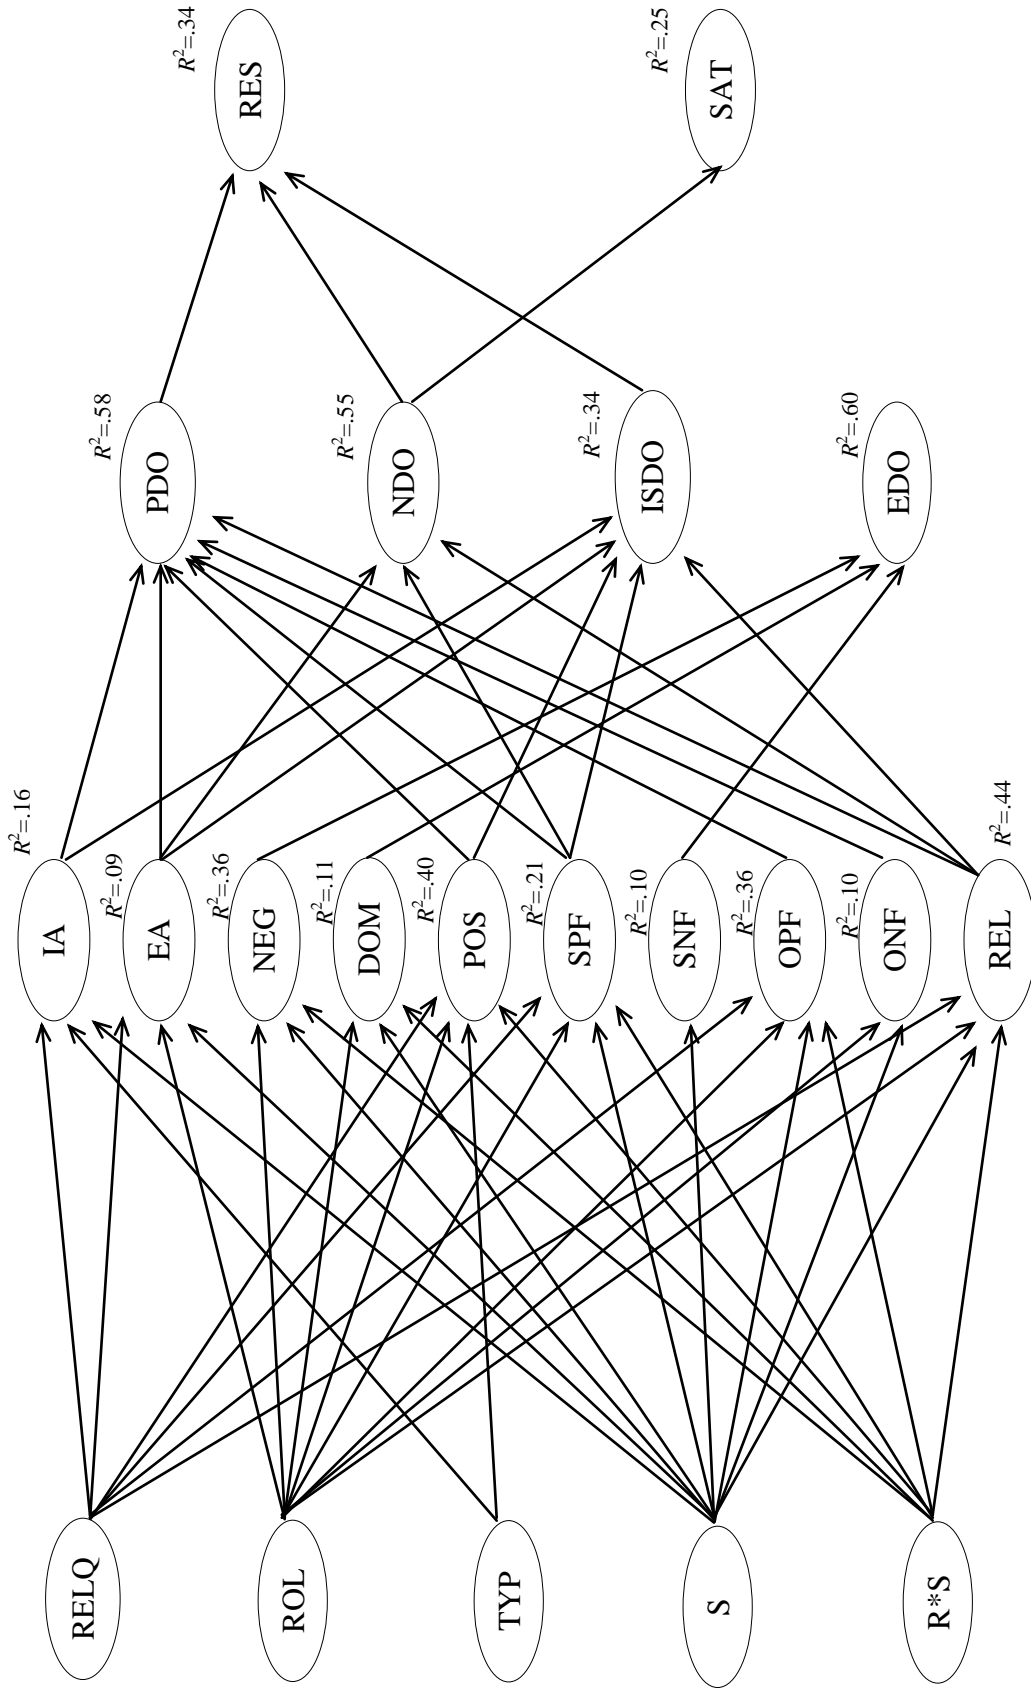 RELQ
ROL
TYP
S
R*S
R²=.16
IA
R²=.09
EA
R²=.36
NEG
R²=.11
DOM
R²=.40
POS
R²=.21
SPF
R²=.10
SNF
R²=.36
OPF
R²=.10
ONF
R²=.44
REL
R²=.58
PDO
R²=.55
NDO
R²=.34
ISDO
R²=.60
EDO
R²=.34
RES
R²=.25
SAT